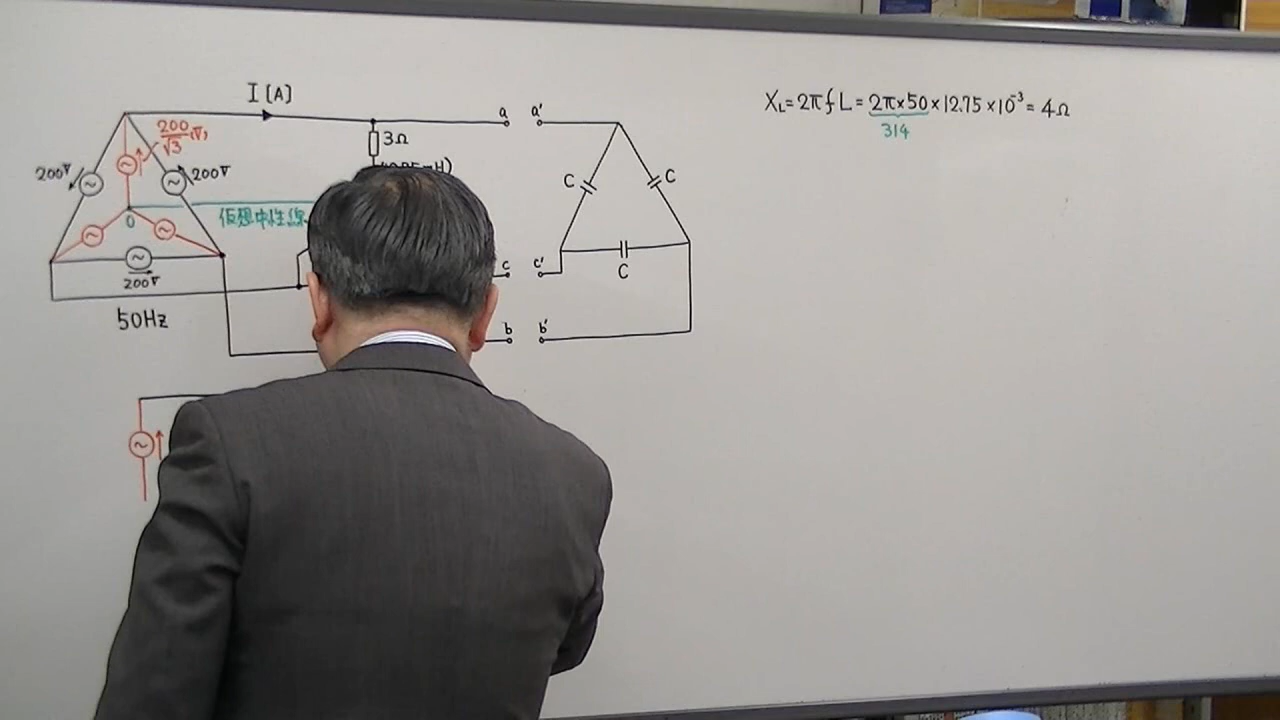 I [A]
X_L = 2πfL = 2π×50×12.75×10⁻³ = 4Ω
314
a a'
200/√3 [V]
3Ω
200V
200V
C
C
0
仮想中性線
c c'
C
200V
50Hz
b b'